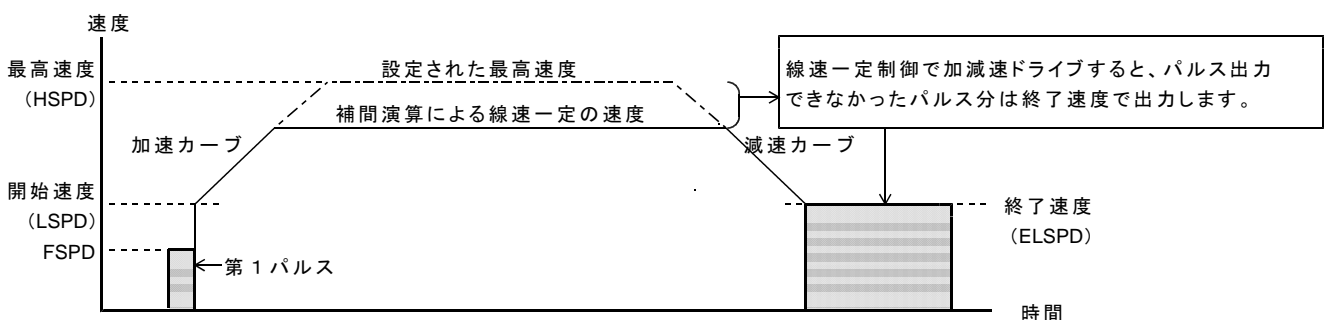 速度
最高速度
(HSPD)
設定された最高速度
線速一定制御で加減速ドライブすると、パルス出力
できなかったパルス分は終了速度で出力します。
補間演算による線速一定の速度
加速カーブ
減速カーブ
開始速度
(LSPD)
終了速度
(ELSPD)
FSPD
第1パルス
時間